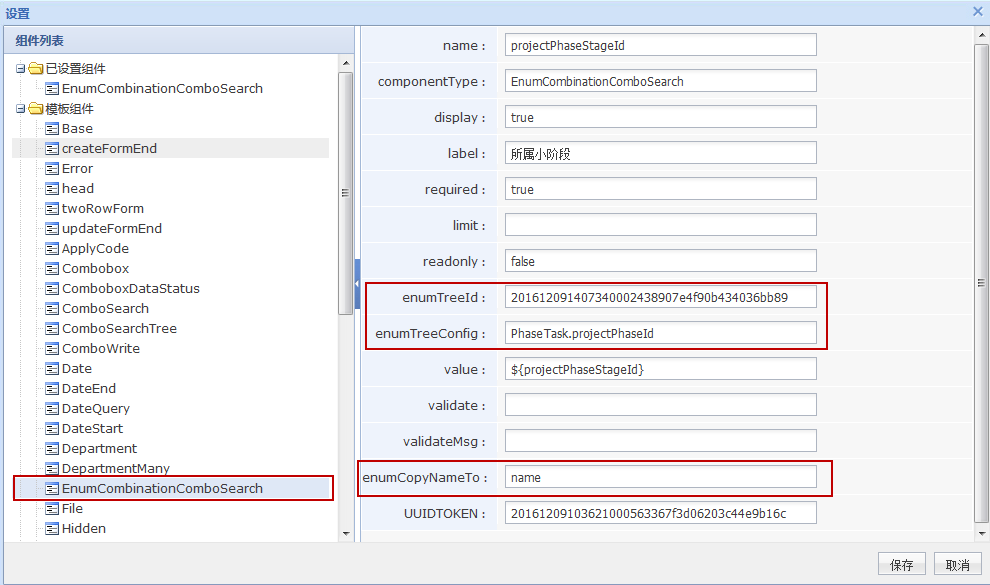 设置
组件列表
已设置组件
EnumCombinationComboSearch
模板组件
Base
createFormEnd
Error
head
twoRowForm
updateFormEnd
ApplyCode
Combobox
ComboboxDataStatus
ComboSearch
ComboSearchTree
ComboWrite
Date
DateEnd
DateQuery
DateStart
Department
DepartmentMany
EnumCombinationComboSearch
File
Hidden
name : projectPhaseStageId
componentType : EnumCombinationComboSearch
display : true
label : 所属小阶段
required : true
limit :
readonly : false
enumTreeId : 201612091407340002438907e4f90b434036bb89
enumTreeConfig : PhaseTask.projectPhaseId
value : ${projectPhaseStageId}
validate :
validateMsg :
enumCopyNameTo : name
UUIDTOKEN : 20161209103621000563367f3d06203c44e9b16c
保存 取消